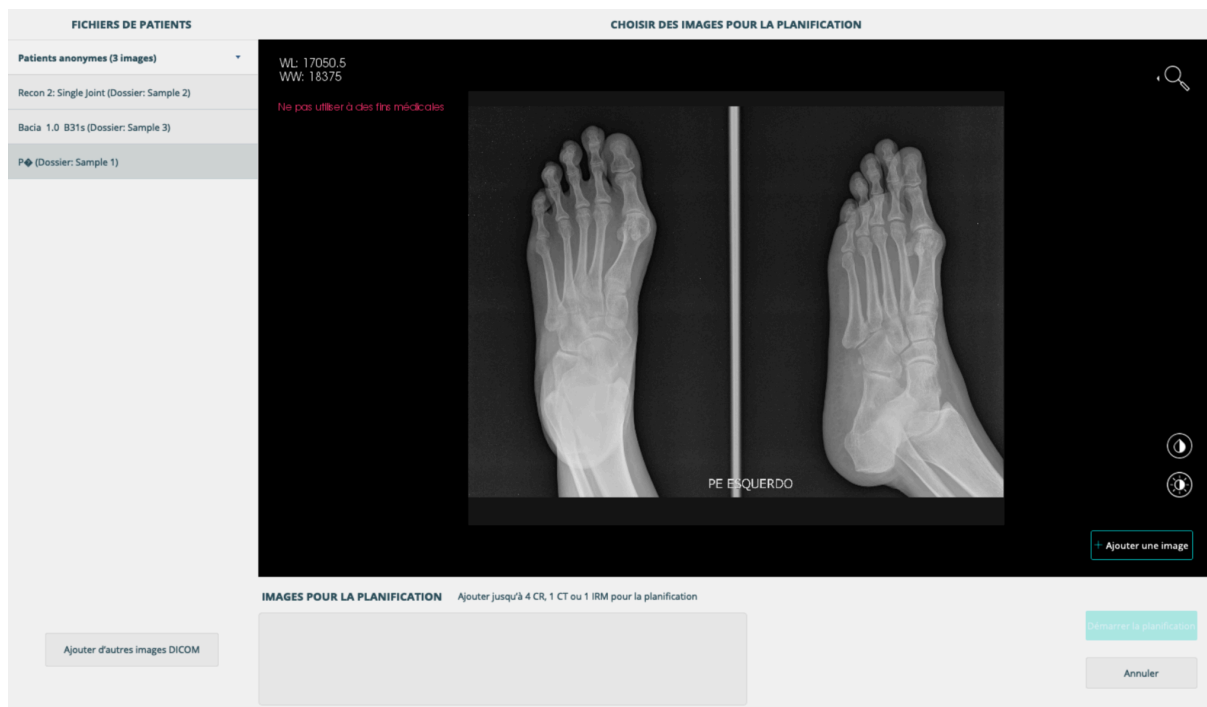 FICHIERS DE PATIENTS
CHOISIR DES IMAGES POUR LA PLANIFICATION
Patients anonymes (3 images)
Recon 2: Single Joint (Dossier: Sample 2)
Bacia 1.0 B31s (Dossier: Sample 3)
P� (Dossier: Sample 1)
WL: 17050.5
WW: 18375
Ne pas utiliser à des fins médicales
PE ESQUERDO
+ Ajouter une image
IMAGES POUR LA PLANIFICATION Ajouter jusqu'à 4 CR, 1 CT ou 1 IRM pour la planification
Ajouter d'autres images DICOM
Démarrer la planification
Annuler